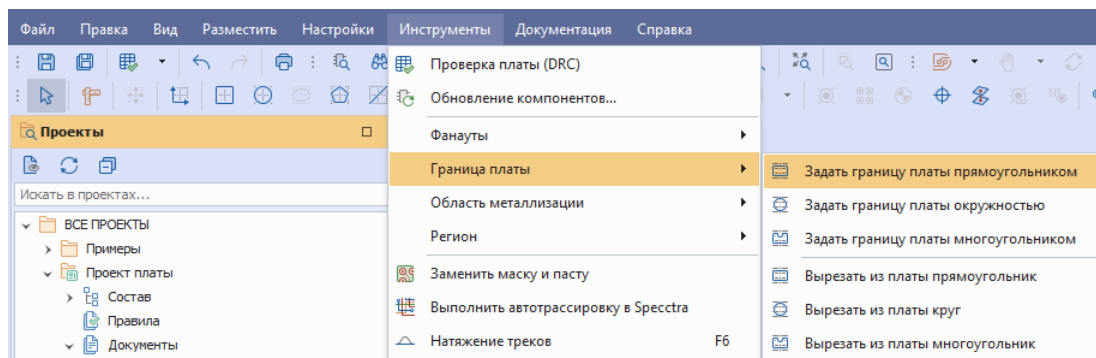 Файл Правка Вид Разместить Настройки Инструменты Документация Справка
Проверка платы (DRC)
Обновление компонентов...
Проекты
Фанауты
Граница платы
Задать границу платы прямоугольником
Искать в проектах...
Область металлизации
Задать границу платы окружностью
ВСЕ ПРОЕКТЫ
Регион
Задать границу платы многоугольником
Примеры
Проект платы
Заменить маску и пасту
Вырезать из платы прямоугольник
Состав
Выполнить автотрассировку в Specctra
Вырезать из платы круг
Правила
Документы
Натяжение треков F6
Вырезать из платы многоугольник